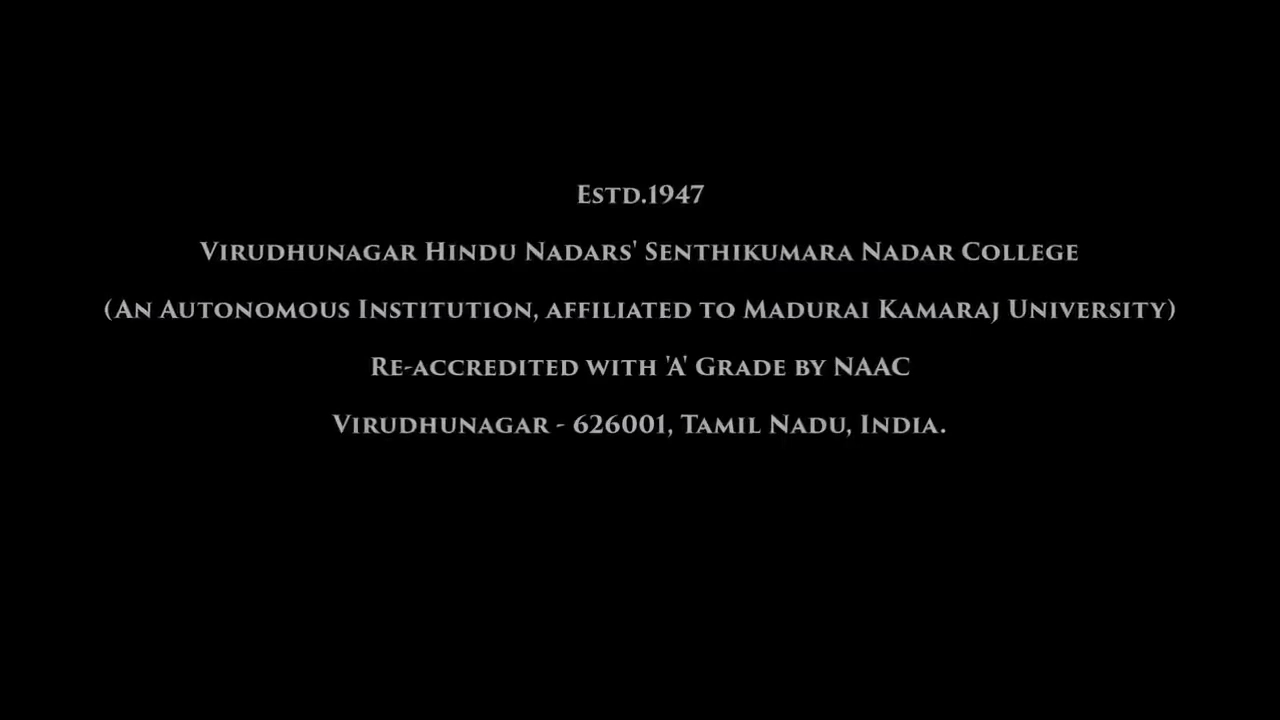 Estd.1947
Virudhunagar Hindu Nadars' Senthikumara Nadar College
(An Autonomous Institution, affiliated to Madurai Kamaraj University)
Re-accredited with 'A' Grade by NAAC
Virudhunagar - 626001, Tamil Nadu, India.